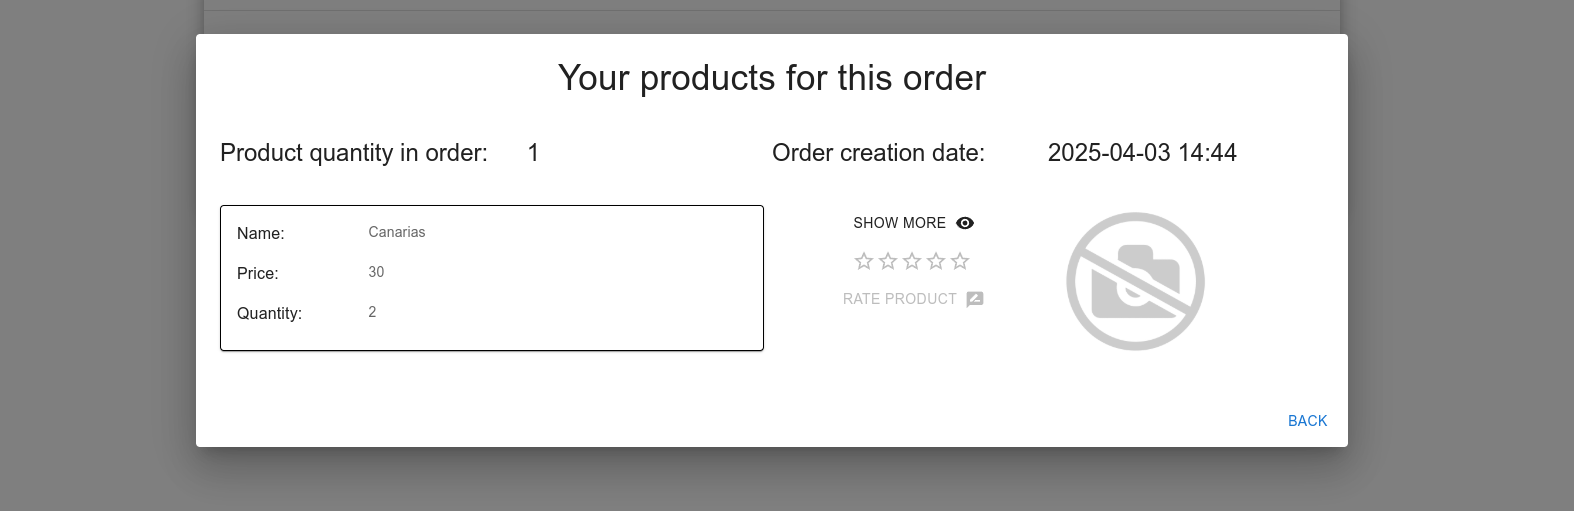 Your products for this order
Product quantity in order: 1 Order creation date: 2025-04-03 14:44
Name: Canarias
Price: 30
Quantity: 2
SHOW MORE
RATE PRODUCT
BACK